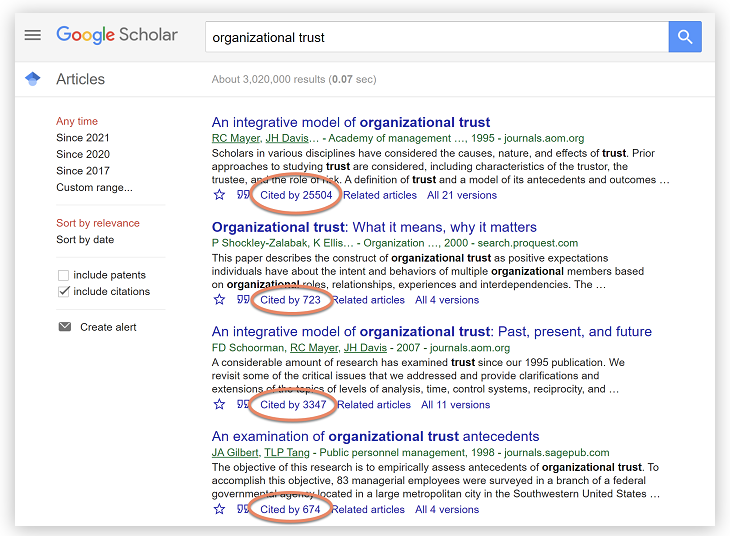 Google Scholar
organizational trust
Articles
About 3,020,000 results (0.07 sec)
Any time
Since 2021
Since 2020
Since 2017
Custom range...
Sort by relevance
Sort by date
include patents
include citations
Create alert
An integrative model of organizational trust
RC Mayer, JH Davis… - Academy of management …, 1995 - journals.aom.org
Scholars in various disciplines have considered the causes, nature, and effects of trust. Prior
approaches to studying trust are considered, including characteristics of the trustor, the
trustee, and the role of risk. A definition of trust and a model of its antecedents and outcomes …
Cited by 25504 Related articles All 21 versions
Organizational trust: What it means, why it matters
P Shockley-Zalabak, K Ellis… - Organization …, 2000 - search.proquest.com
This paper describes the construct of organizational trust as positive expectations
individuals have about the intent and behaviors of multiple organizational members based
on organizational roles, relationships, experiences and interdependencies. The …
Cited by 723 Related articles All 4 versions
An integrative model of organizational trust: Past, present, and future
FD Schoorman, RC Mayer, JH Davis - 2007 - journals.aom.org
A considerable amount of research has examined trust since our 1995 publication. We
revisit some of the critical issues that we addressed and provide clarifications and
extensions of the topics of levels of analysis, time, control systems, reciprocity, and …
Cited by 3347 Related articles All 11 versions
An examination of organizational trust antecedents
JA Gilbert, TLP Tang - Public personnel management, 1998 - journals.sagepub.com
The objective of this research is to empirically assess antecedents of organizational trust. To
accomplish this objective, 83 managerial employees were surveyed in a branch of a federal
governmental agency located in a large metropolitan city in the Southwestern United States …
Cited by 674 Related articles All 4 versions